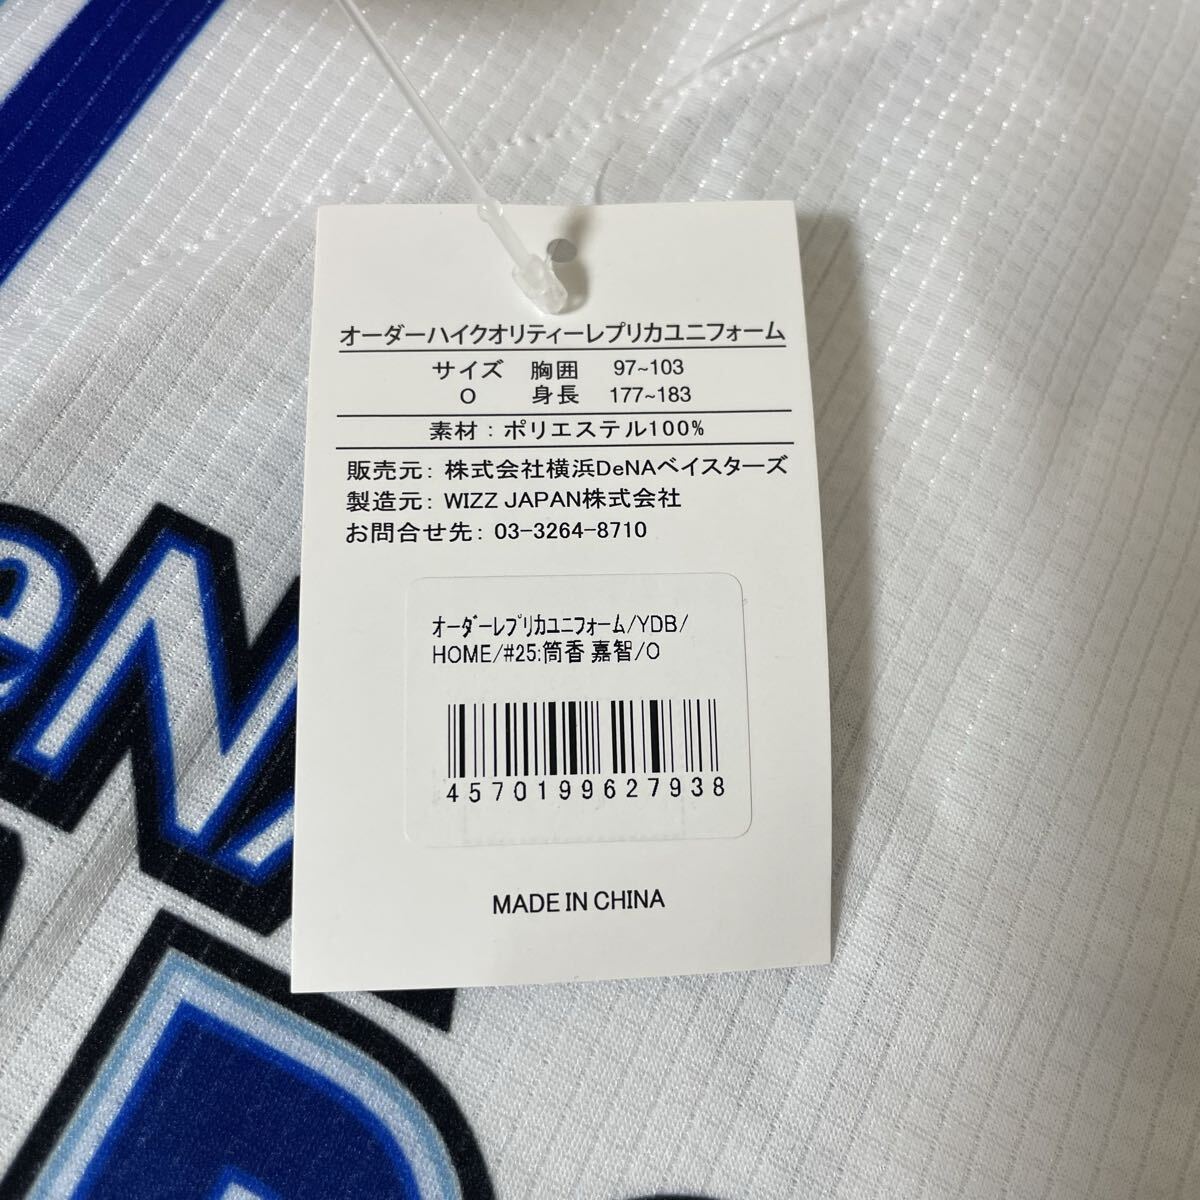 オーダーハイクオリティーレプリカユニフォーム
サイズ 胸囲 97~103
O 身長 177~183
素材：ポリエステル100%
販売元：株式会社横浜DeNAベイスターズ
製造元：WIZZ JAPAN株式会社
お問合せ先：03-3264-8710
ｵｰﾀﾞｰﾚﾌﾟﾘｶﾕﾆﾌｫｰﾑ/YDB/
HOME/#25:筒香 嘉智/O
4570199627938
MADE IN CHINA
eNA